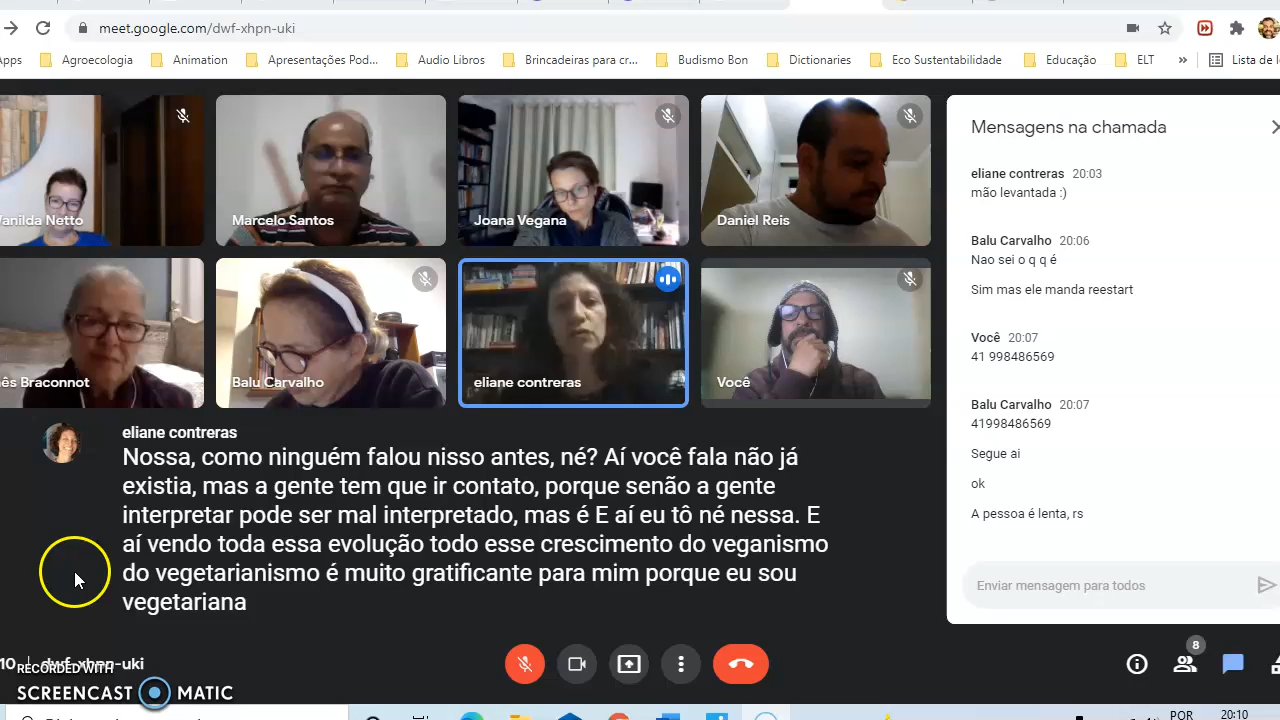 meet.google.com/dwf-xhpn-uki
Apps
Agroecologia
Animation
Apresentações Pod...
Audio Libros
Brincadeiras para cr...
Budismo Bon
Dictionaries
Eco Sustentabilidade
Educação
ELT
»
Lista de le
Vanilda Netto
Marcelo Santos
Joana Vegana
Daniel Reis
ês Braconnot
Balu Carvalho
eliane contreras
Você
eliane contreras
Nossa, como ninguém falou nisso antes, né? Aí você fala não já
existia, mas a gente tem que ir contato, porque senão a gente
interpretar pode ser mal interpretado, mas é E aí eu tô né nessa. E
aí vendo toda essa evolução todo esse crescimento do veganismo
do vegetarianismo é muito gratificante para mim porque eu sou
vegetariana
Mensagens na chamada
eliane contreras 20:03
mão levantada :)
Balu Carvalho 20:06
Nao sei o q q é
Sim mas ele manda reestart
Você 20:07
41 998486569
Balu Carvalho 20:07
41998486569
Segue ai
ok
A pessoa é lenta, rs
Enviar mensagem para todos
10 | dwf-xhpn-uki
8
RECORDED WITH
SCREENCAST MATIC
POR
20:10